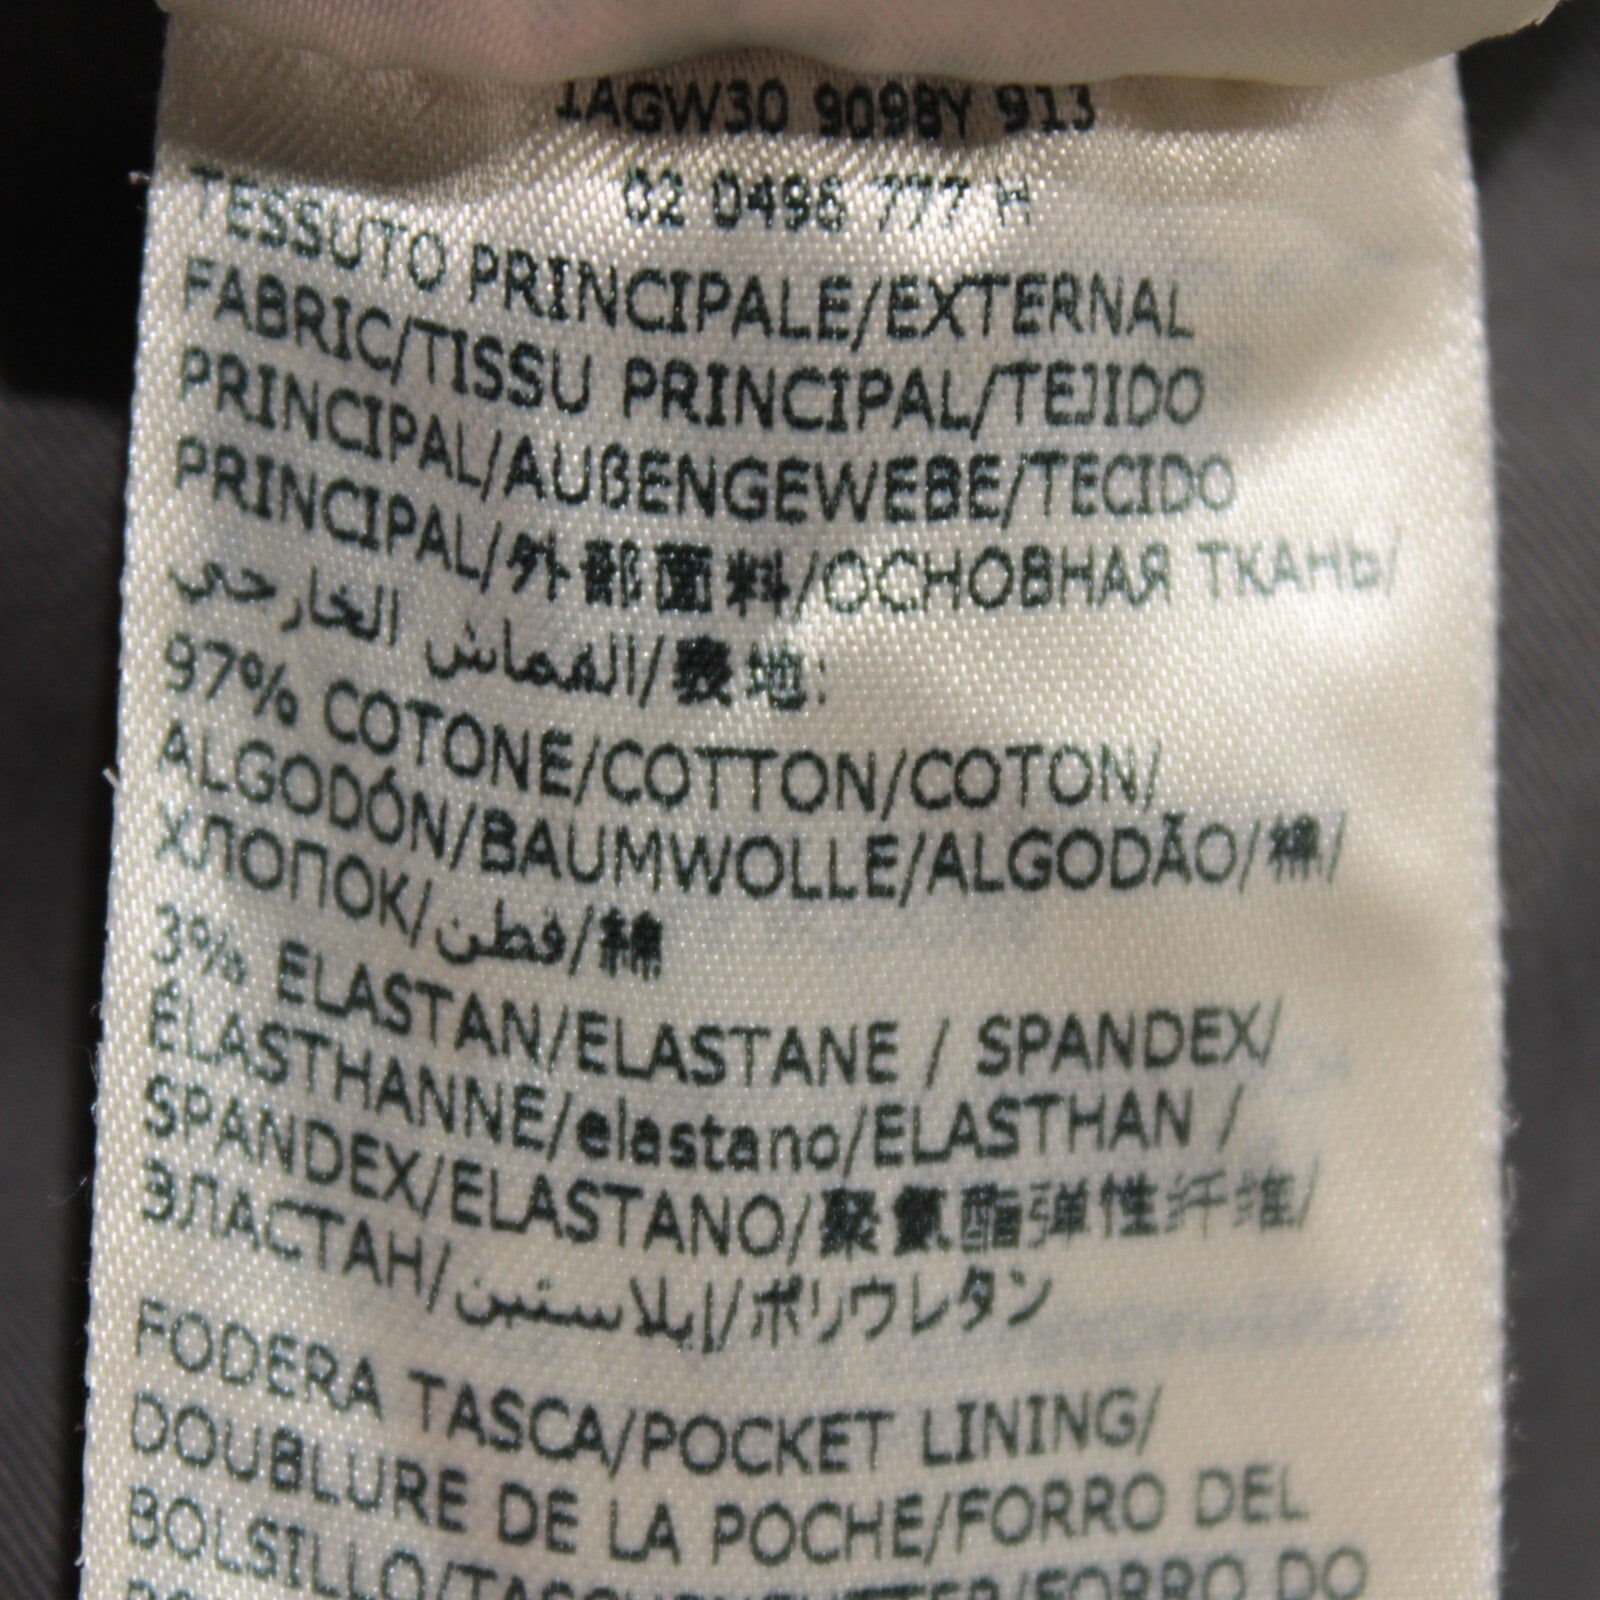 1AGW30 9098Y 913
02 0496 777 H
TESSUTO PRINCIPALE/EXTERNAL
FABRIC/TISSU PRINCIPAL/TEJIDO
PRINCIPAL/AUßENGEWEBE/TECIDO
PRINCIPAL/外部面料/ОСНОВНАЯ ТКАНЬ/
القماش الخارجي/表地:
97% COTONE/COTTON/COTON/
ALGODÓN/BAUMWOLLE/ALGODÃO/棉/
ХЛОПОК/قطن/綿
3% ELASTAN/ELASTANE / SPANDEX/
ÉLASTHANNE/elastano/ELASTHAN /
SPANDEX/ELASTANO/聚氨酯弹性纤维/
ЭЛАСТАН/إيلاستين/ポリウレタン
FODERA TASCA/POCKET LINING/
DOUBLURE DE LA POCHE/FORRO DEL
BOLSILLO/TASCHENFUTTER/FORRO DO